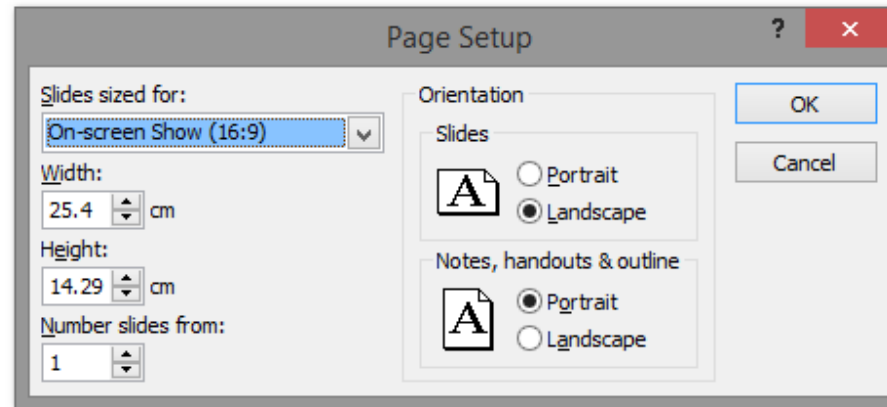 Page Setup
?
Slides sized for:
On-screen Show (16:9)
Width:
25.4 cm
Height:
14.29 cm
Number slides from:
1
Orientation
Slides
A
Portrait
Landscape
Notes, handouts & outline
A
Portrait
Landscape
OK
Cancel